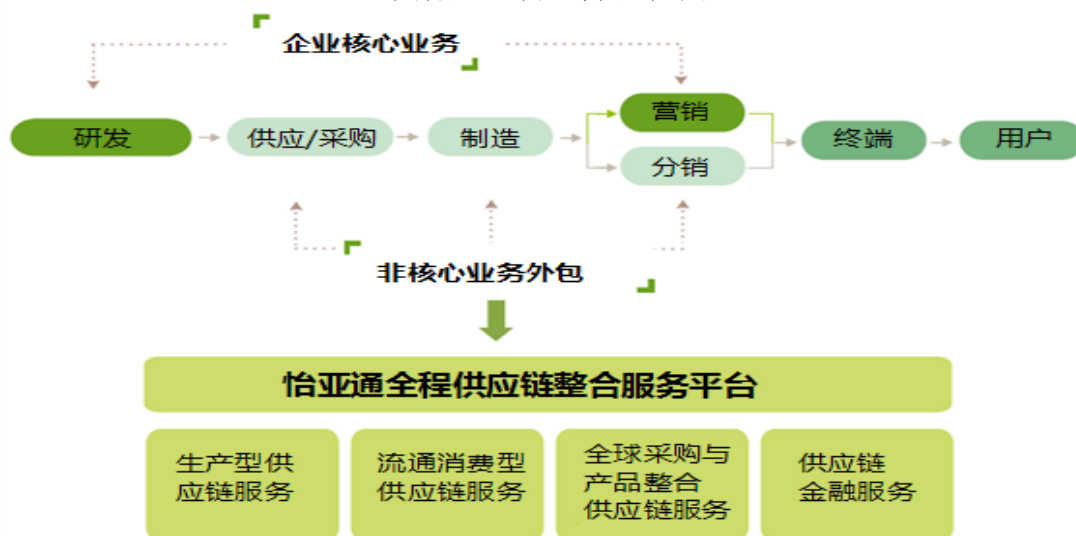 企业核心业务
研发
供应/采购
制造
营销
分销
终端
用户
非核心业务外包
怡亚通全程供应链整合服务平台
生产型供
应链服务
流通消费型
供应链服务
全球采购与
产品整合
供应链服务
供应链
金融服务